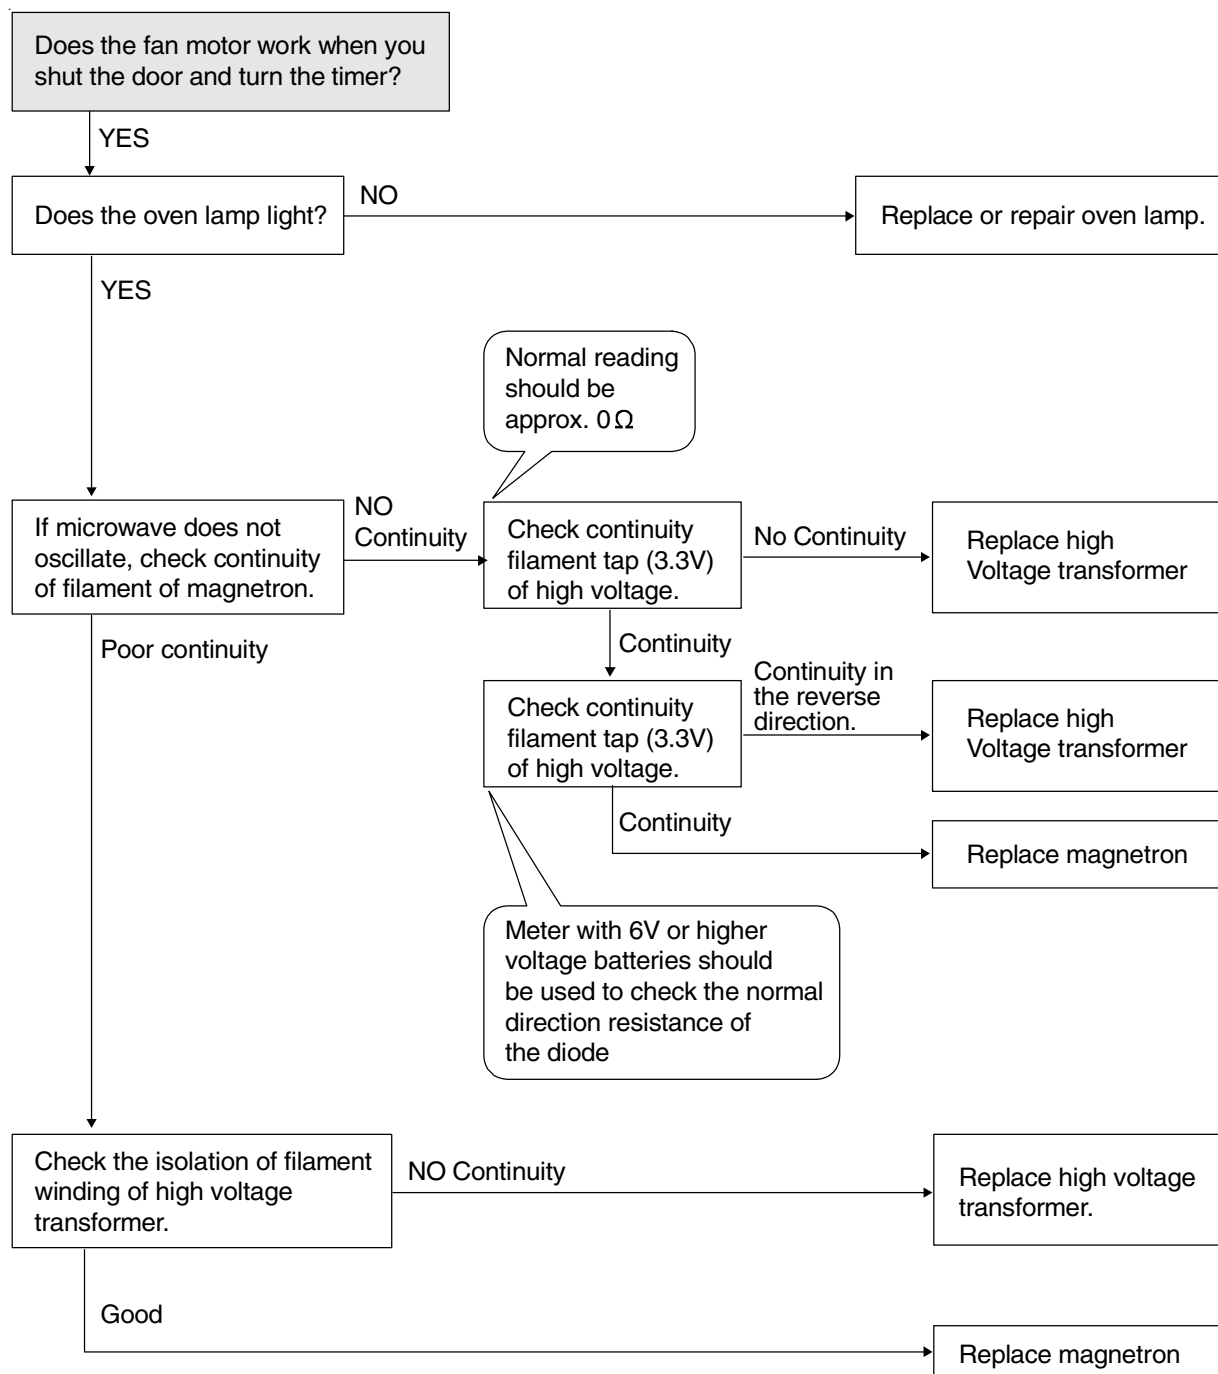 Does the fan motor work when you
shut the door and turn the timer?
YES
Does the oven lamp light?
NO
Replace or repair oven lamp.
YES
Normal reading
should be
approx. 0Ω
If microwave does not
oscillate, check continuity
of filament of magnetron.
NO
Continuity
Check continuity
filament tap (3.3V)
of high voltage.
No Continuity
Replace high
Voltage transformer
Poor continuity
Continuity
Check continuity
filament tap (3.3V)
of high voltage.
Continuity in
the reverse
direction.
Replace high
Voltage transformer
Continuity
Replace magnetron
Meter with 6V or higher
voltage batteries should
be used to check the normal
direction resistance of
the diode
Check the isolation of filament
winding of high voltage
transformer.
NO Continuity
Replace high voltage
transformer.
Good
Replace magnetron